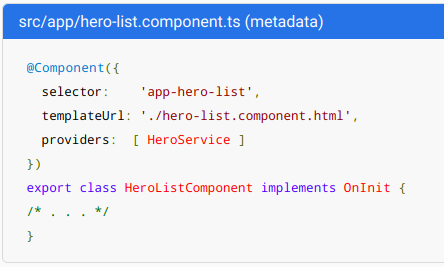 src/app/hero-list.component.ts (metadata)
@Component({
  selector:    'app-hero-list',
  templateUrl: './hero-list.component.html',
  providers:  [ HeroService ]
})
export class HeroListComponent implements OnInit {
/* . . . */
}